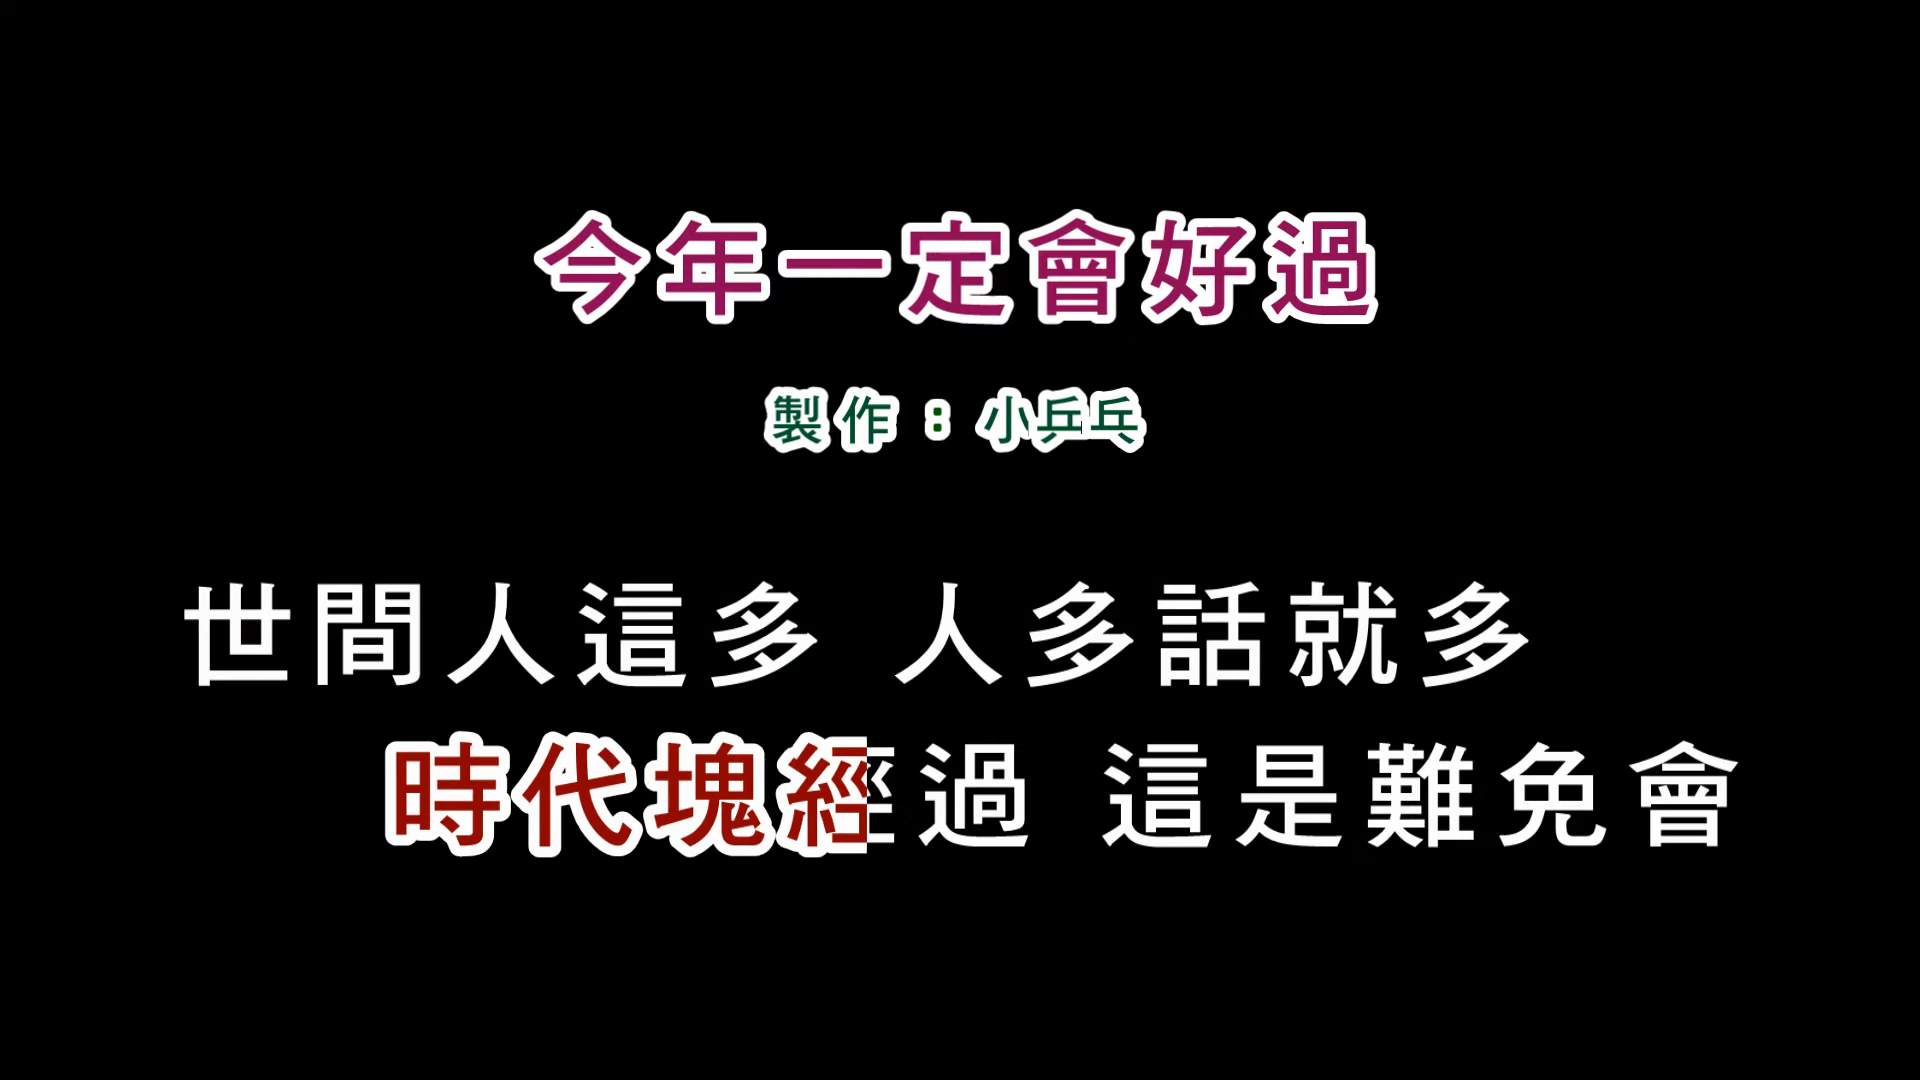 今年一定會好過
製作：小乒乓
世間人這多 人多話就多
時代塊經過 這是難免會